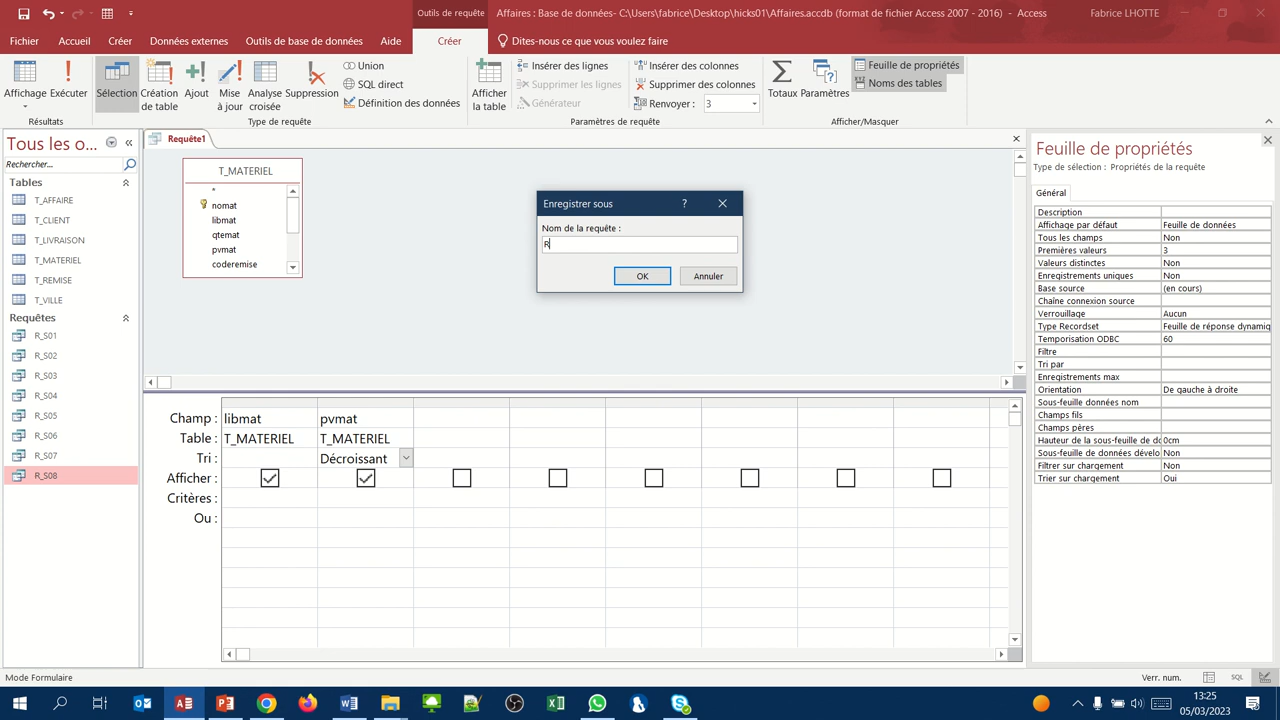 Outils de requête
Affaires : Base de données- C:\Users\fabrice\Desktop\hicks01\Affaires.accdb (format de fichier Access 2007 - 2016) - Access
Fabrice LHOTTE
Fichier
Accueil
Créer
Données externes
Outils de base de données
Aide
Créer
Dites-nous ce que vous voulez faire
Affichage
Exécuter
Résultats
Sélection
Création de table
Ajout
Mise à jour
Analyse croisée
Suppression
Union
SQL direct
Définition des données
Type de requête
Afficher la table
Insérer des lignes
Supprimer les lignes
Générateur
Insérer des colonnes
Supprimer des colonnes
Renvoyer :
3
Paramètres de requête
Totaux
Paramètres
Feuille de propriétés
Noms des tables
Afficher/Masquer
Tous les o...
Rechercher...
Tables
T_AFFAIRE
T_CLIENT
T_LIVRAISON
T_MATERIEL
T_REMISE
T_VILLE
Requêtes
R_S01
R_S02
R_S03
R_S04
R_S05
R_S06
R_S07
R_S08
Requête1
T_MATERIEL
*
nomat
libmat
qtemat
pvmat
coderemise
Enregistrer sous
?
Nom de la requête :
R
OK
Annuler
Champ : libmat pvmat
Table : T_MATERIEL T_MATERIEL
Tri : Décroissant
Afficher :
Critères :
Ou :
Feuille de propriétés
Type de sélection : Propriétés de la requête
Général
Description
Affichage par défaut Feuille de données
Tous les champs Non
Premières valeurs 3
Valeurs distinctes Non
Enregistrements uniques Non
Base source (en cours)
Chaîne connexion source
Verrouillage Aucun
Type Recordset Feuille de réponse dynamiq
Temporisation ODBC 60
Filtre
Tri par
Enregistrements max
Orientation De gauche à droite
Sous-feuille données nom
Champs fils
Champs pères
Hauteur de la sous-feuille de do 0cm
Sous-feuille de données dévelo Non
Filtrer sur chargement Non
Trier sur chargement Oui
Mode Formulaire
Verr. num.
SQL
13:25
05/03/2023